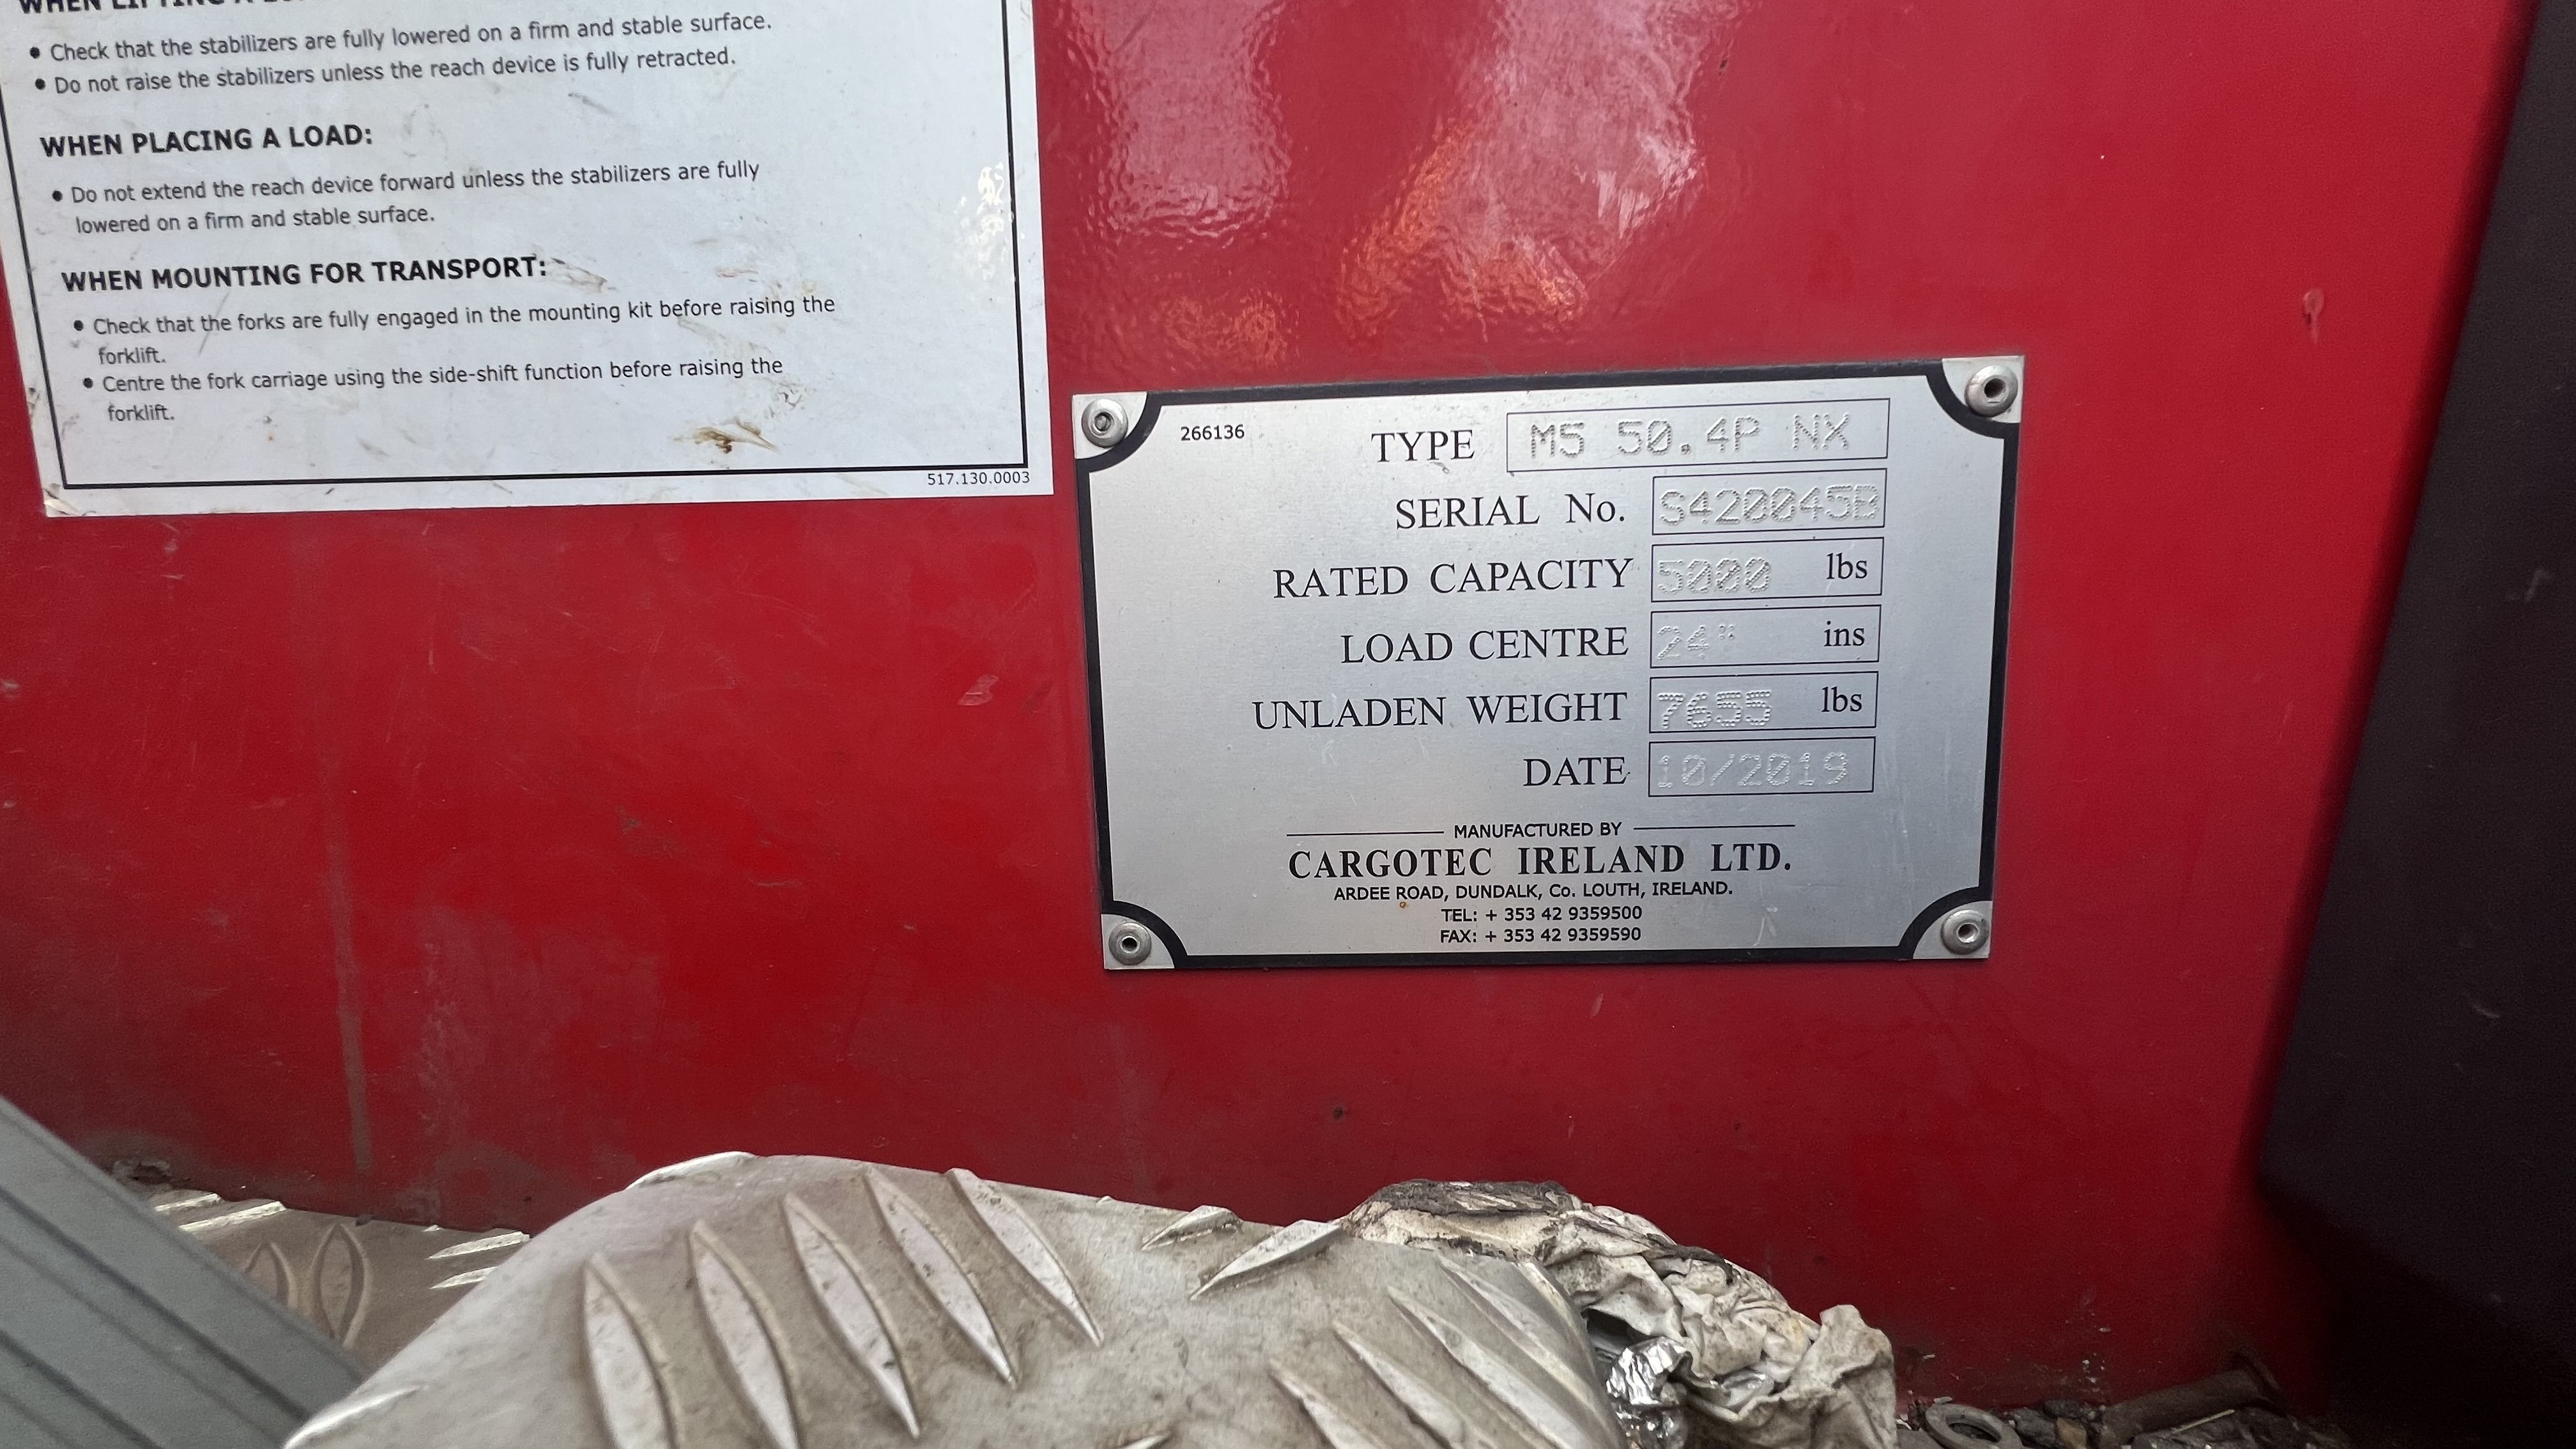 WHEN LIFTING A
• Check that the stabilizers are fully lowered on a firm and stable surface.
• Do not raise the stabilizers unless the reach device is fully retracted.
WHEN PLACING A LOAD:
• Do not extend the reach device forward unless the stabilizers are fully
lowered on a firm and stable surface.
WHEN MOUNTING FOR TRANSPORT:
• Check that the forks are fully engaged in the mounting kit before raising the
forklift.
• Centre the fork carriage using the side-shift function before raising the
forklift.
517.130.0003
266136
TYPE M5 50.4P NX
SERIAL No. S420045B
RATED CAPACITY 5000 lbs
LOAD CENTRE 24" ins
UNLADEN WEIGHT 7655 lbs
DATE 10/2019
MANUFACTURED BY
CARGOTEC IRELAND LTD.
ARDEE ROAD, DUNDALK, Co. LOUTH, IRELAND.
TEL: + 353 42 9359500
FAX: + 353 42 9359590